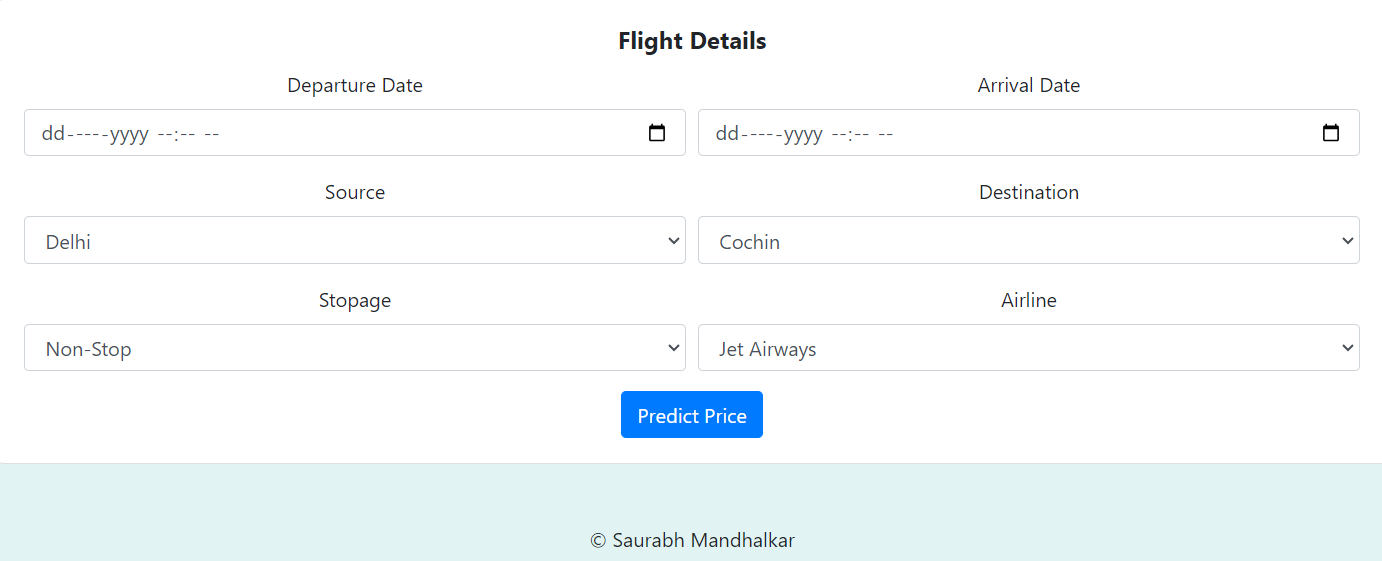 Flight Details
Departure Date
Arrival Date
dd-----yyyy --:-- --
dd-----yyyy --:-- --
Source
Destination
Delhi
Cochin
Stopage
Airline
Non-Stop
Jet Airways
Predict Price
© Saurabh Mandhalkar